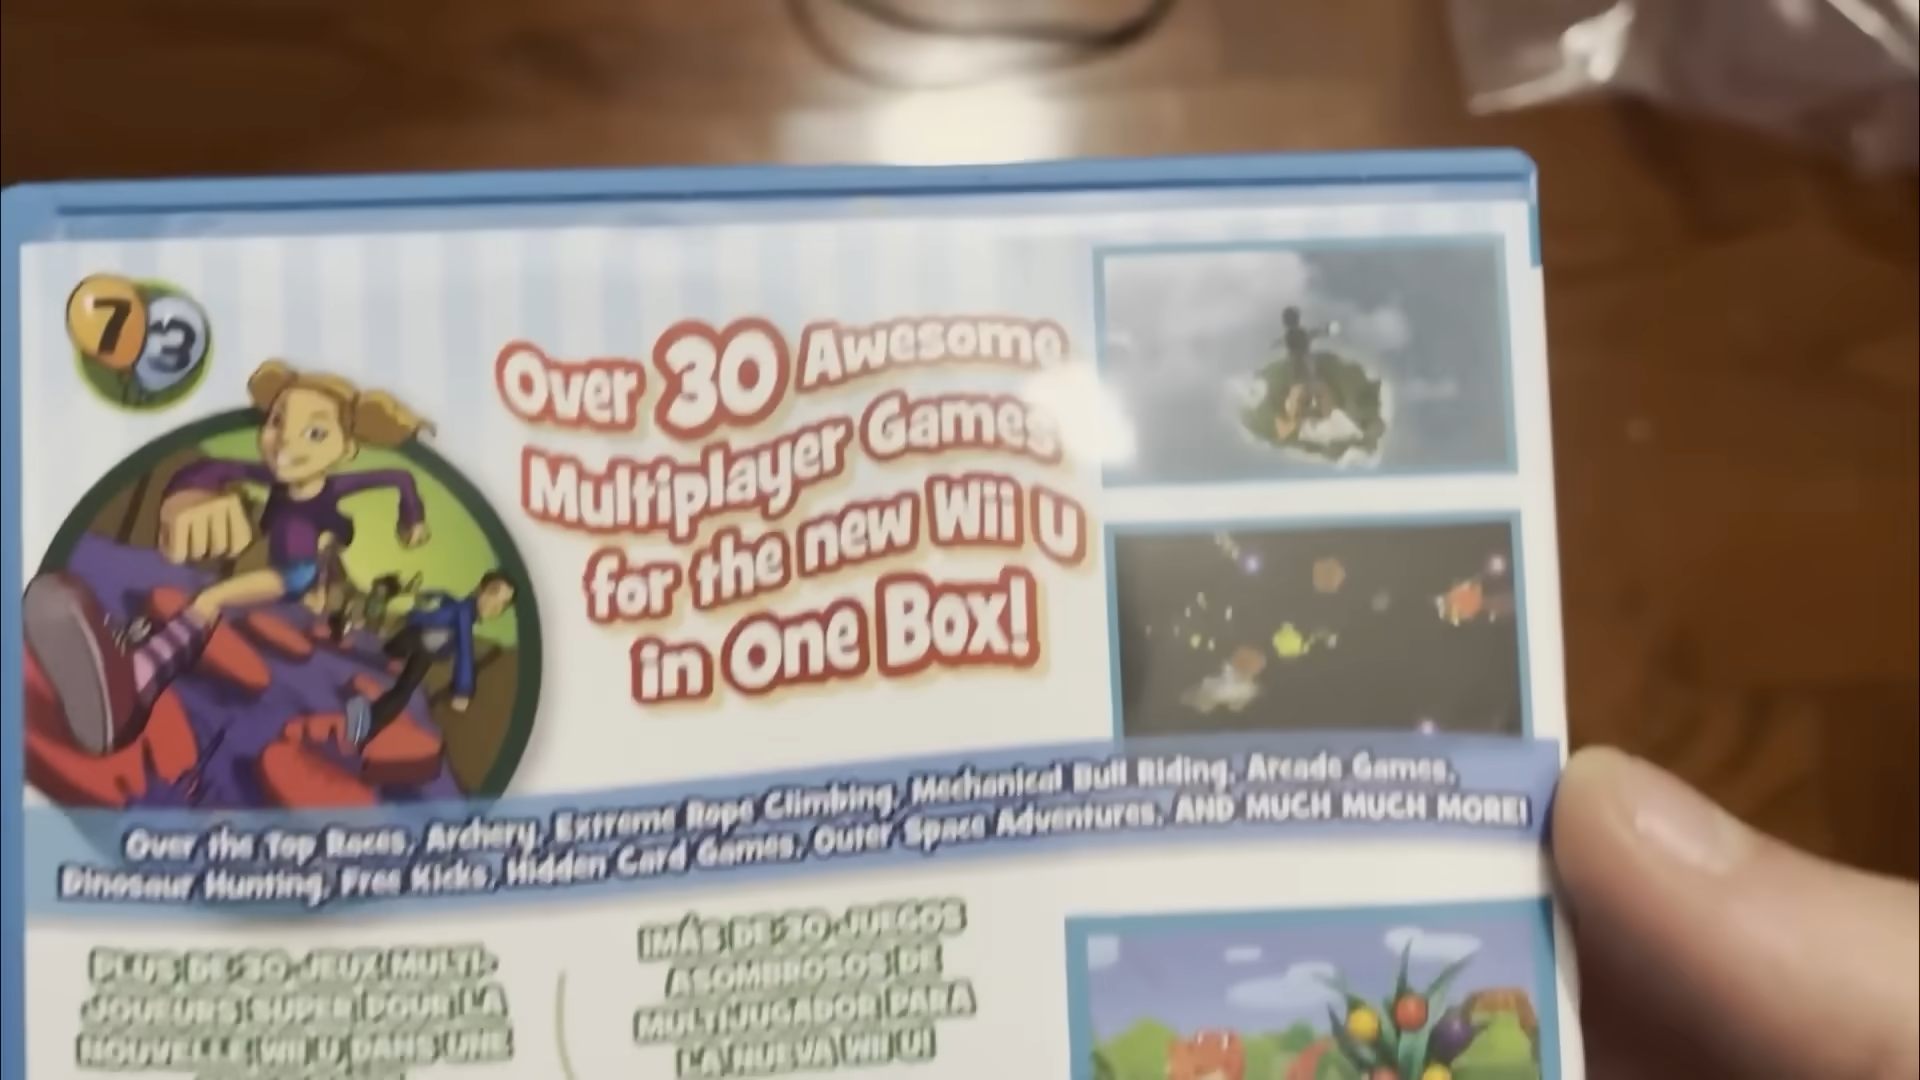 7
3
Over 30 Awesome
Multiplayer Games
for the new Wii U
in One Box!
Over the Top Races, Archery, Extreme Rope Climbing, Mechanical Bull Riding, Arcade Games,
Dinosaur Hunting, Free Kicks, Hidden Card Games, Outer Space Adventures, AND MUCH MUCH MORE!
PLUS DE 30 JEUX MULTI-
JOUEURS SUPER POUR LA
NOUVELLE WII U DANS UNE
¡MÁS DE 30 JUEGOS
ASOMBROSOS DE
MULTIJUGADOR PARA
LA NUEVA WII U!